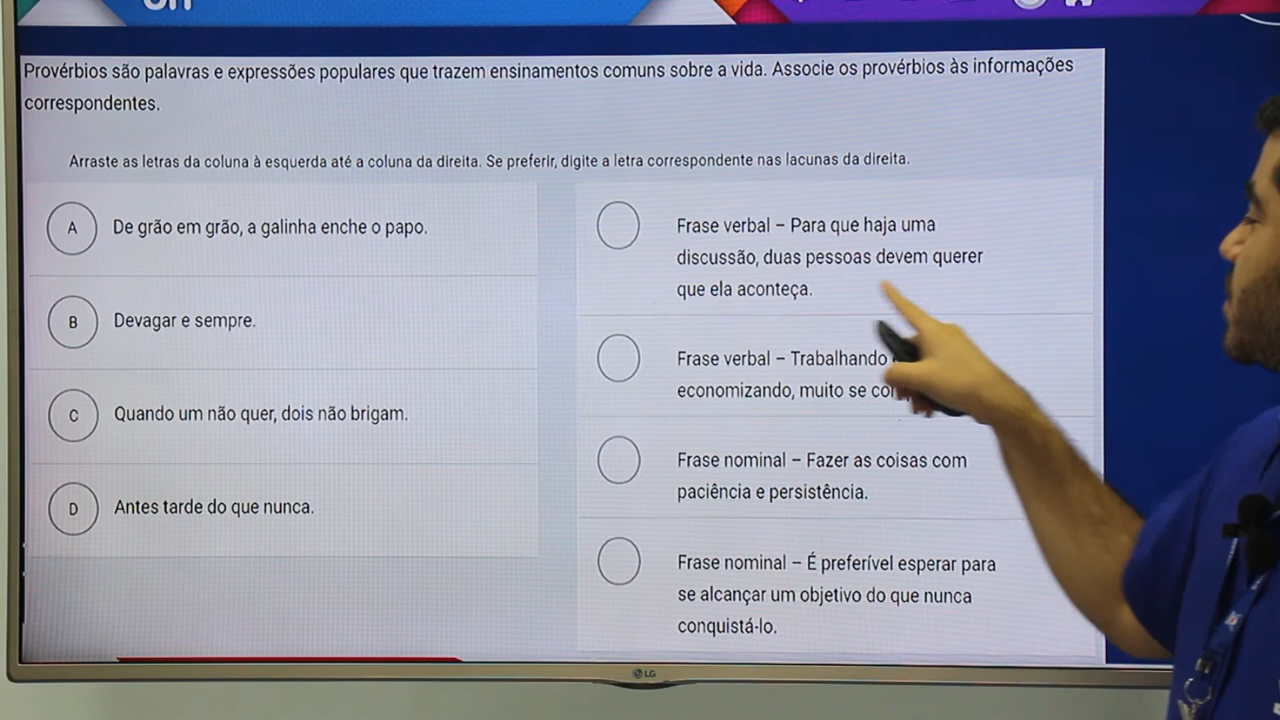 Provérbios são palavras e expressões populares que trazem ensinamentos comuns sobre a vida. Associe os provérbios às informações
correspondentes.
Arraste as letras da coluna à esquerda até a coluna da direita. Se preferir, digite a letra correspondente nas lacunas da direita.
A De grão em grão, a galinha enche o papo.
B Devagar e sempre.
C Quando um não quer, dois não brigam.
D Antes tarde do que nunca.
Frase verbal – Para que haja uma
discussão, duas pessoas devem querer
que ela aconteça.
Frase verbal – Trabalhando
economizando, muito se
Frase nominal – Fazer as coisas com
paciência e persistência.
Frase nominal – É preferível esperar para
se alcançar um objetivo do que nunca
conquistá-lo.
LG